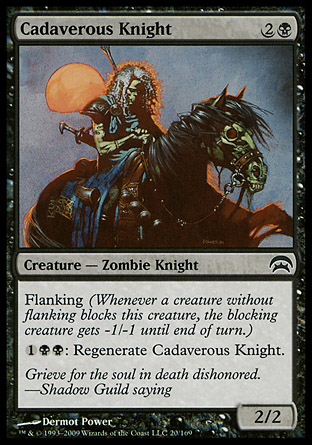 Cadaverous Knight 2
Creature — Zombie Knight
Flanking (Whenever a creature without
flanking blocks this creature, the blocking
creature gets -1/-1 until end of turn.)
1: Regenerate Cadaverous Knight.
Grieve for the soul in death dishonored.
—Shadow Guild saying
Dermot Power
™ & © 1993–2009 Wizards of the Coast LLC 20/169
2/2